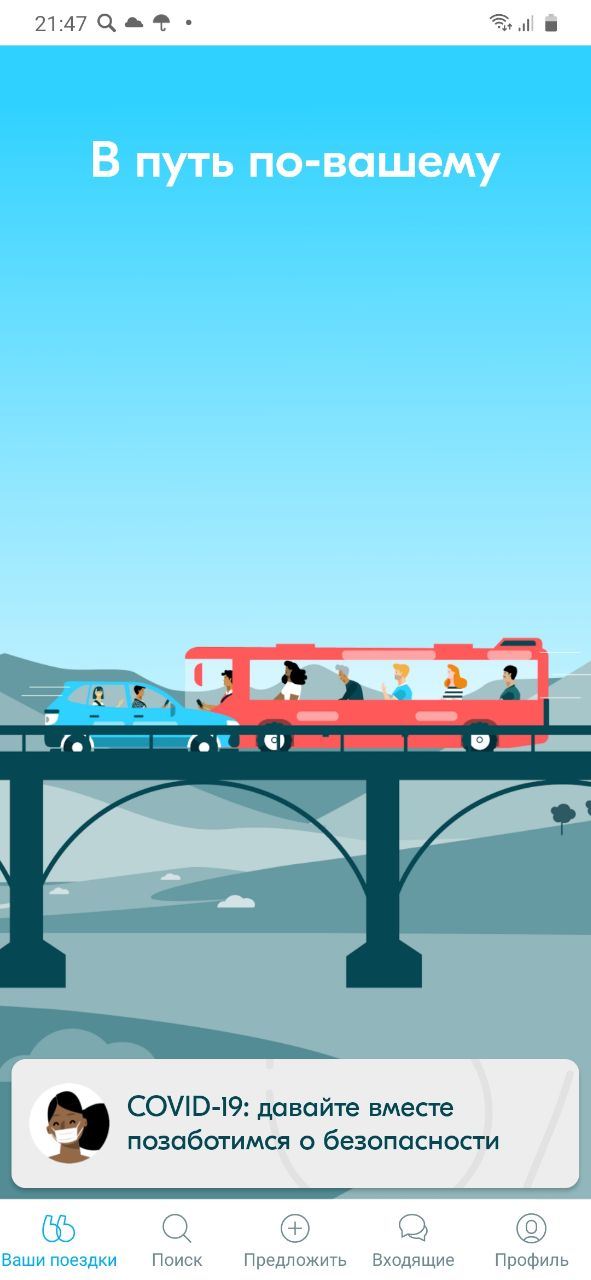 21:47
В путь по-вашему
COVID-19: давайте вместе
позаботимся о безопасности
Ваши поездки Поиск Предложить Входящие Профиль